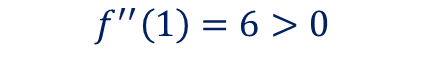 f′′(1) = 6 > 0